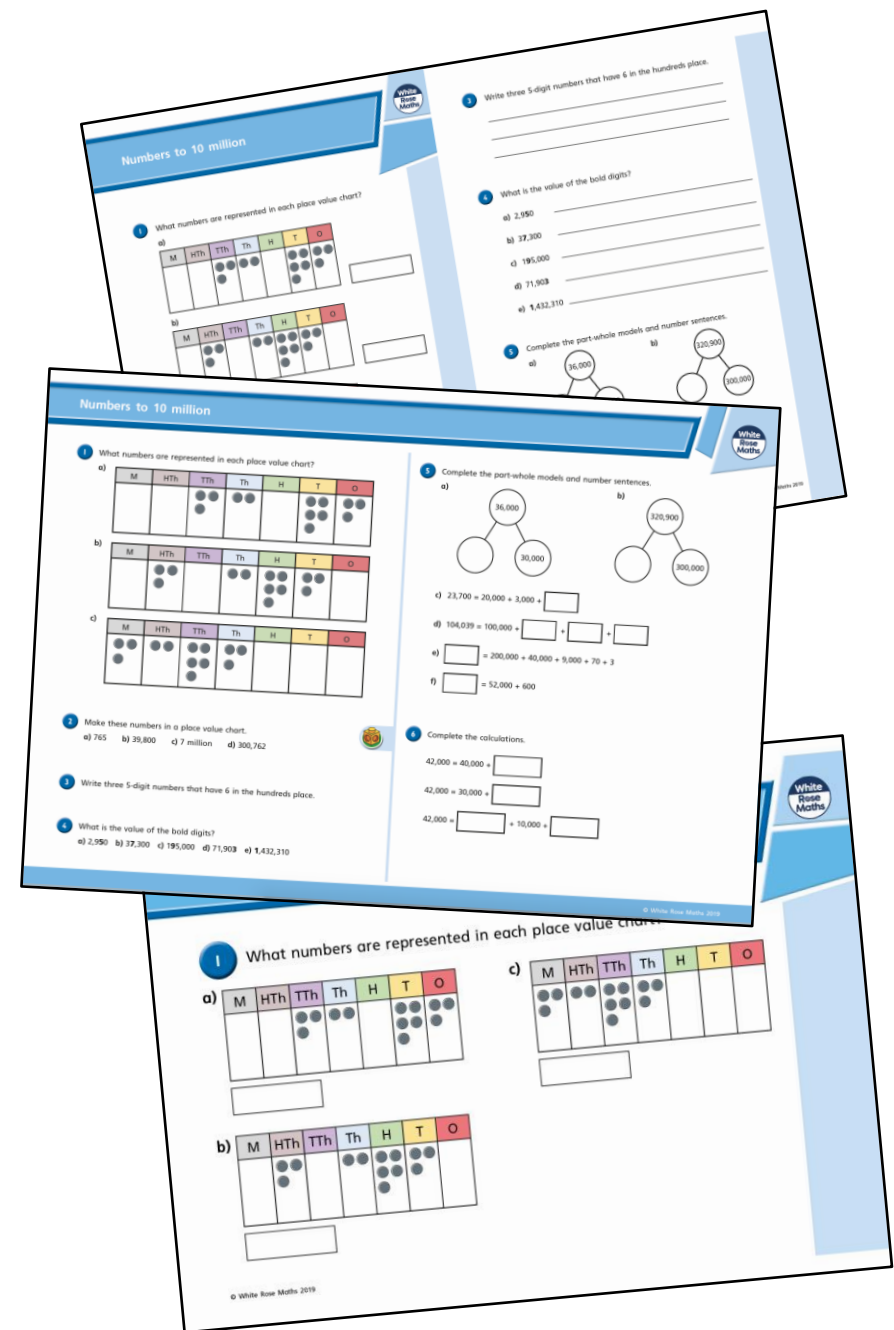 White
Rose
Maths
Numbers to 10 million
1 What numbers are represented in each place value chart?
a)
M HTh TTh Th H T O
b)
M HTh TTh Th H T O
3 Write three 5-digit numbers that have 6 in the hundreds place.
4 What is the value of the bold digits?
a) 2,950
b) 37,300
c) 195,000
d) 71,903
e) 1,432,310
5 Complete the part-whole models and number sentences.
a) b)
36,000 320,900
300,000
Maths 2019
Numbers to 10 million
White
Rose
Maths
1 What numbers are represented in each place value chart?
a)
M HTh TTh Th H T O
b)
M HTh TTh Th H T O
c)
M HTh TTh Th H T O
2 Make these numbers in a place value chart.
a) 765 b) 39,800 c) 7 million d) 300,762
3 Write three 5-digit numbers that have 6 in the hundreds place.
4 What is the value of the bold digits?
a) 2,950 b) 37,300 c) 195,000 d) 71,903 e) 1,432,310
5 Complete the part-whole models and number sentences.
a) b)
36,000 320,900
30,000 300,000
c) 23,700 = 20,000 + 3,000 +
d) 104,039 = 100,000 + + +
e) = 200,000 + 40,000 + 9,000 + 70 + 3
f) = 52,000 + 600
6 Complete the calculations.
42,000 = 40,000 +
42,000 = 30,000 +
42,000 = + 10,000 +
© White Rose Maths 2019
White
Rose
Maths
1 What numbers are represented in each place value chart?
a)
M HTh TTh Th H T O
c)
M HTh TTh Th H T O
b)
M HTh TTh Th H T O
© White Rose Maths 2019